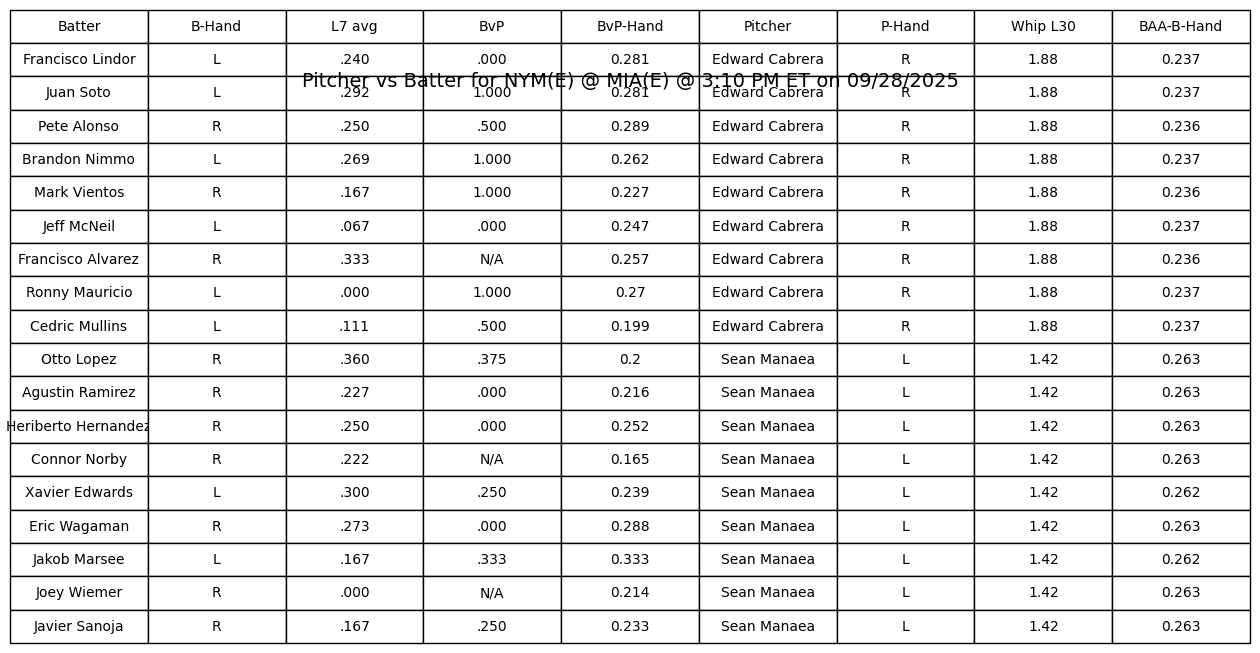 Batter B-Hand L7 avg BvP BvP-Hand Pitcher P-Hand Whip L30 BAA-B-Hand
Francisco Lindor L .240 .000 0.281 Edward Cabrera R 1.88 0.237
Pitcher vs Batter for NYM(E) @ MIA(E) @ 3:10 PM ET on 09/28/2025
Juan Soto L .292 1.000 0.281 Edward Cabrera R 1.88 0.237
Pete Alonso R .250 .500 0.289 Edward Cabrera R 1.88 0.236
Brandon Nimmo L .269 1.000 0.262 Edward Cabrera R 1.88 0.237
Mark Vientos R .167 1.000 0.227 Edward Cabrera R 1.88 0.236
Jeff McNeil L .067 .000 0.247 Edward Cabrera R 1.88 0.237
Francisco Alvarez R .333 N/A 0.257 Edward Cabrera R 1.88 0.236
Ronny Mauricio L .000 1.000 0.27 Edward Cabrera R 1.88 0.237
Cedric Mullins L .111 .500 0.199 Edward Cabrera R 1.88 0.237
Otto Lopez R .360 .375 0.2 Sean Manaea L 1.42 0.263
Agustin Ramirez R .227 .000 0.216 Sean Manaea L 1.42 0.263
Heriberto Hernandez R .250 .000 0.252 Sean Manaea L 1.42 0.263
Connor Norby R .222 N/A 0.165 Sean Manaea L 1.42 0.263
Xavier Edwards L .300 .250 0.239 Sean Manaea L 1.42 0.262
Eric Wagaman R .273 .000 0.288 Sean Manaea L 1.42 0.263
Jakob Marsee L .167 .333 0.333 Sean Manaea L 1.42 0.262
Joey Wiemer R .000 N/A 0.214 Sean Manaea L 1.42 0.263
Javier Sanoja R .167 .250 0.233 Sean Manaea L 1.42 0.263